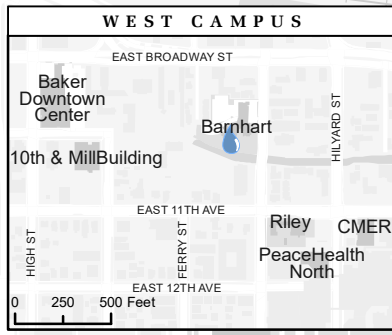 WEST CAMPUS
EAST BROADWAY ST
Baker
Downtown
Center
Barnhart
HILYARD ST
10th & MillBuilding
EAST 11TH AVE
Riley
CMER
HIGH ST
FERRY ST
PeaceHealth
North
EAST 12TH AVE
0 250 500 Feet